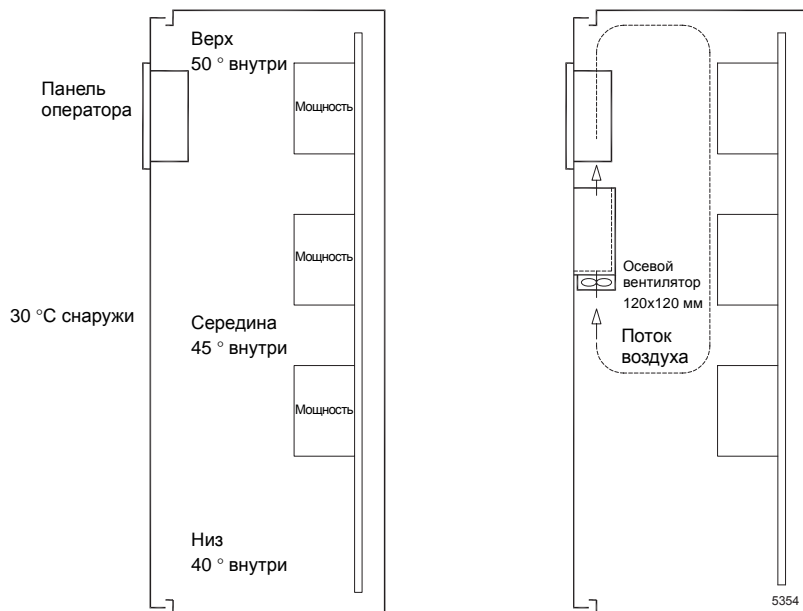 Верх
50 ° внутри
Панель
оператора
Мощность
Мощность
30 °C снаружи
Середина
45 ° внутри
Мощность
Низ
40 ° внутри
Осевой
вентилятор
120x120 мм
Поток
воздуха
5354